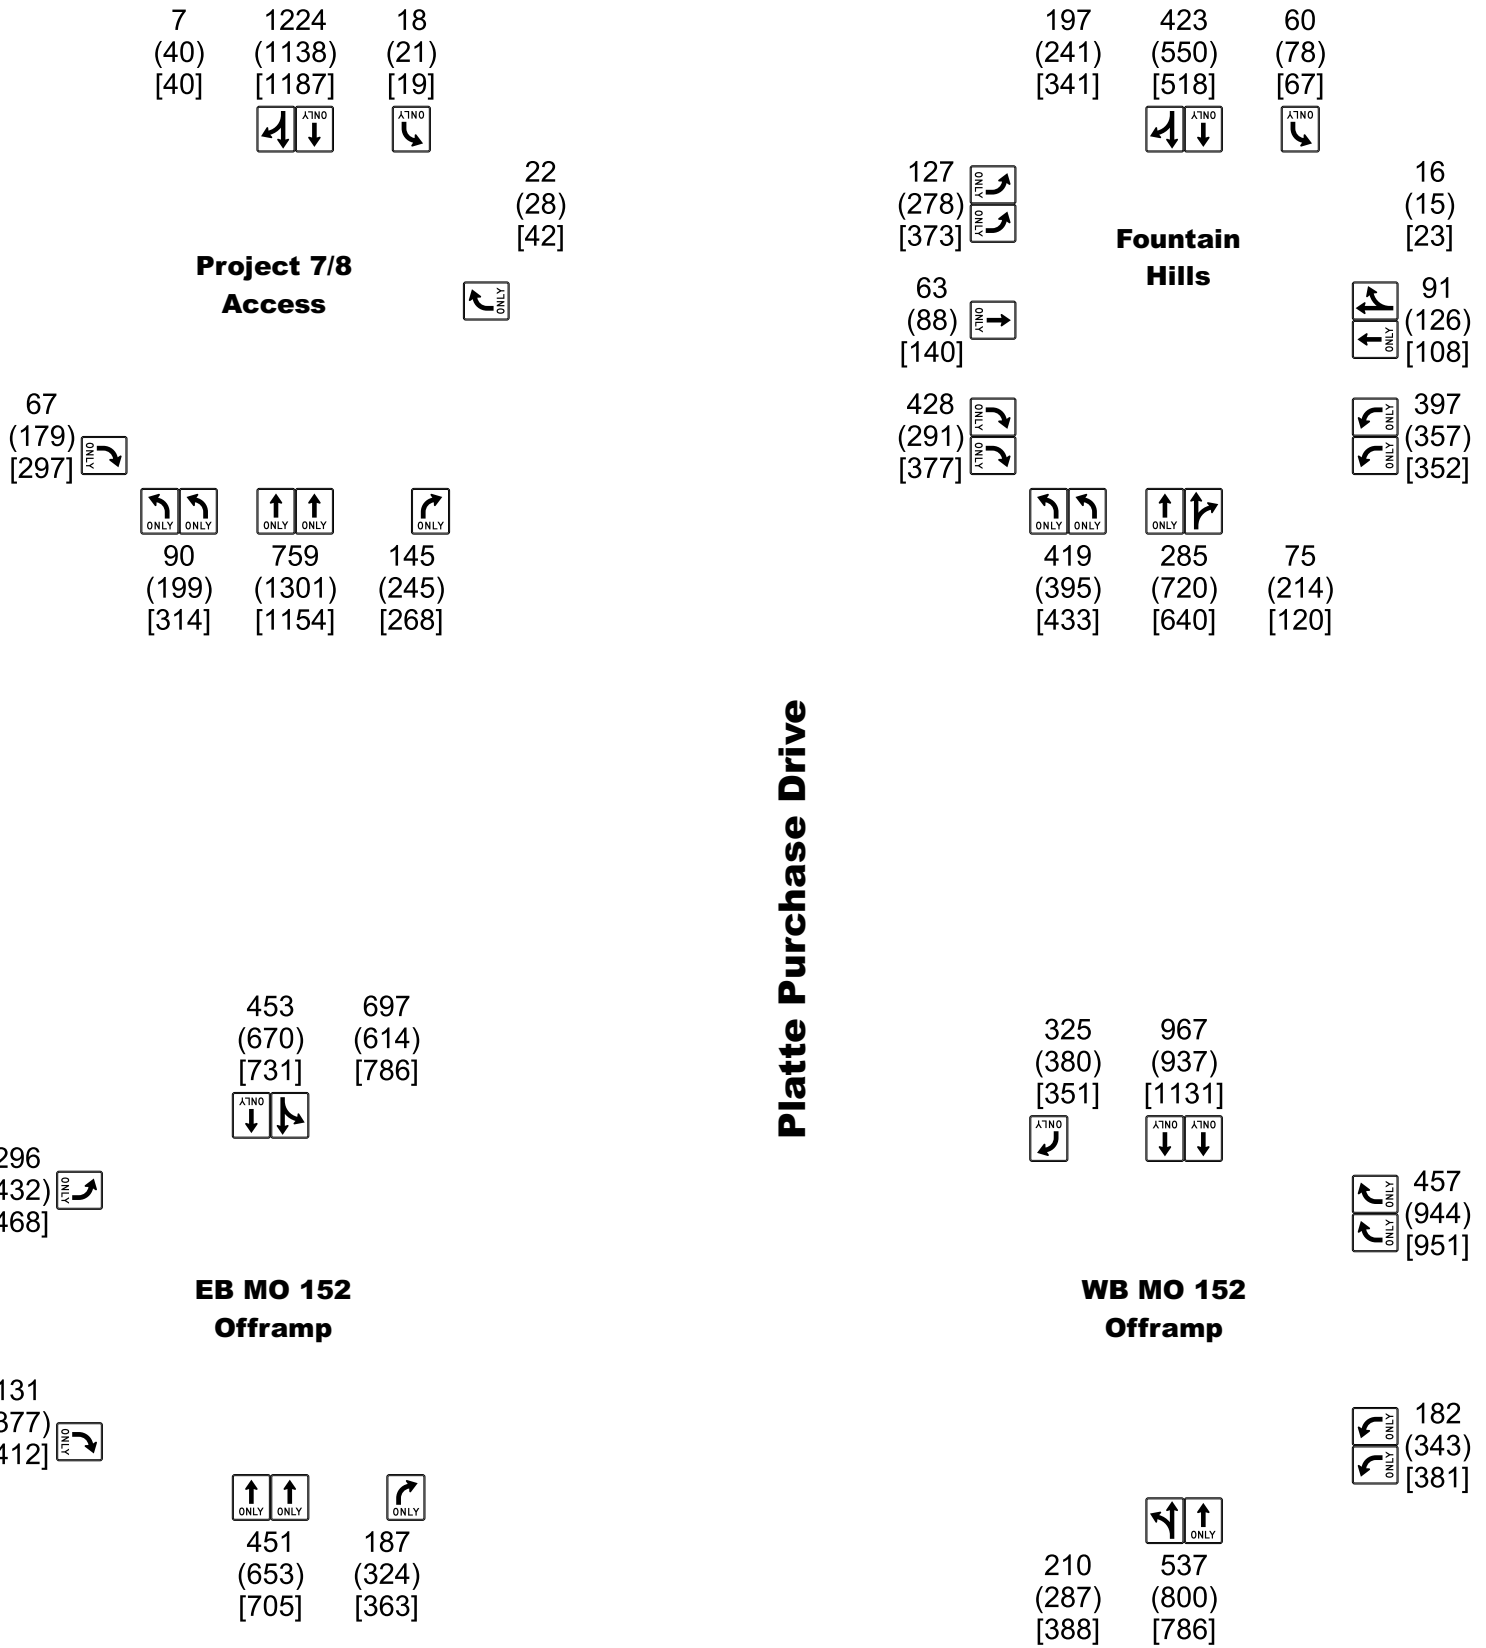 7 1224 18
(40) (1138) (21)
[40] [1187] [19]
ONLY ONLY
22
(28)
[42]
Project 7/8
Access
ONLY
67
(179)
[297]
ONLY
ONLY ONLY ONLY ONLY ONLY
90 759 145
(199) (1301) (245)
[314] [1154] [268]
197 423 60
(241) (550) (78)
[341] [518] [67]
ONLY ONLY
127
(278)
[373]
ONLY
ONLY
16
(15)
[23]
Fountain
Hills
63
(88)
[140]
ONLY
91
(126)
[108]
ONLY
428
(291)
[377]
ONLY
ONLY
397
(357)
[352]
ONLY
ONLY
ONLY ONLY ONLY
419 285 75
(395) (720) (214)
[433] [640] [120]
Platte Purchase Drive
453 697
(670) (614)
[731] [786]
ONLY
296
432)
468]
ONLY
EB MO 152
Offramp
131
377)
412]
ONLY
ONLY ONLY ONLY
451 187
(653) (324)
[705] [363]
325 967
(380) (937)
[351] [1131]
ONLY ONLY ONLY
457
(944)
[951]
ONLY
ONLY
WB MO 152
Offramp
182
(343)
[381]
ONLY
ONLY
ONLY
210 537
(287) (800)
[388] [786]